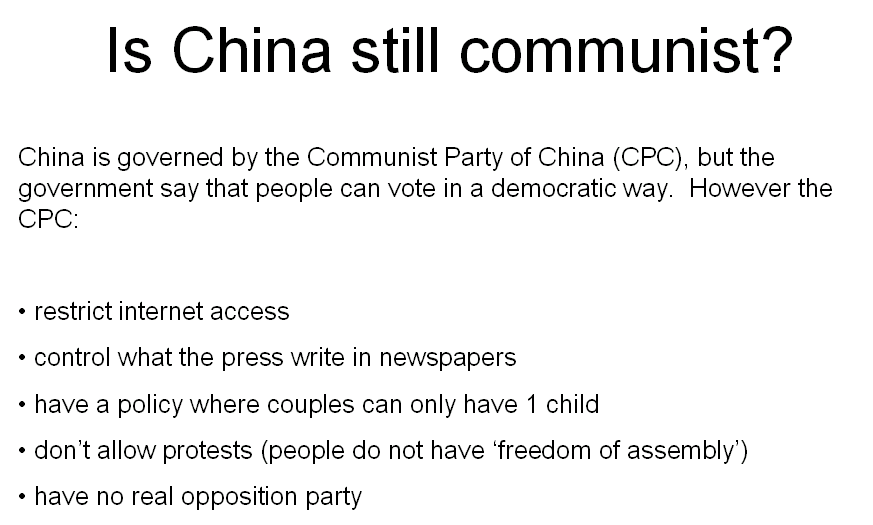 Is China still communist?
China is governed by the Communist Party of China (CPC), but the
government say that people can vote in a democratic way.  However the
CPC:
• restrict internet access
• control what the press write in newspapers
• have a policy where couples can only have 1 child
• don’t allow protests (people do not have ‘freedom of assembly’)
• have no real opposition party